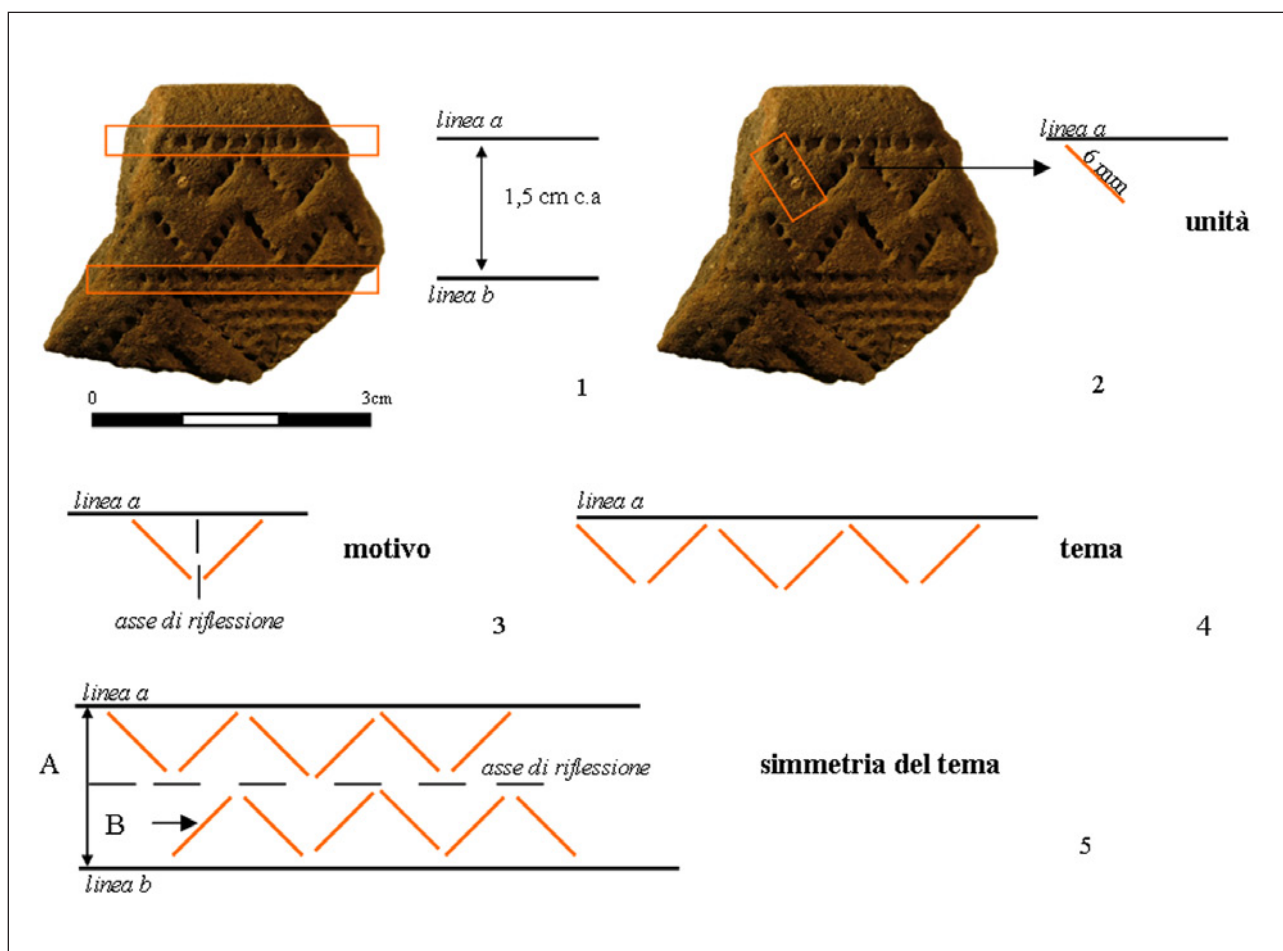 linea a
1,5 cm c.a
linea b
0 3cm
1
linea a
6 mm
unità
2
linea a
motivo
asse di riflessione
3
linea a
tema
4
linea a
A
asse di riflessione
simmetria del tema
B
linea b
5